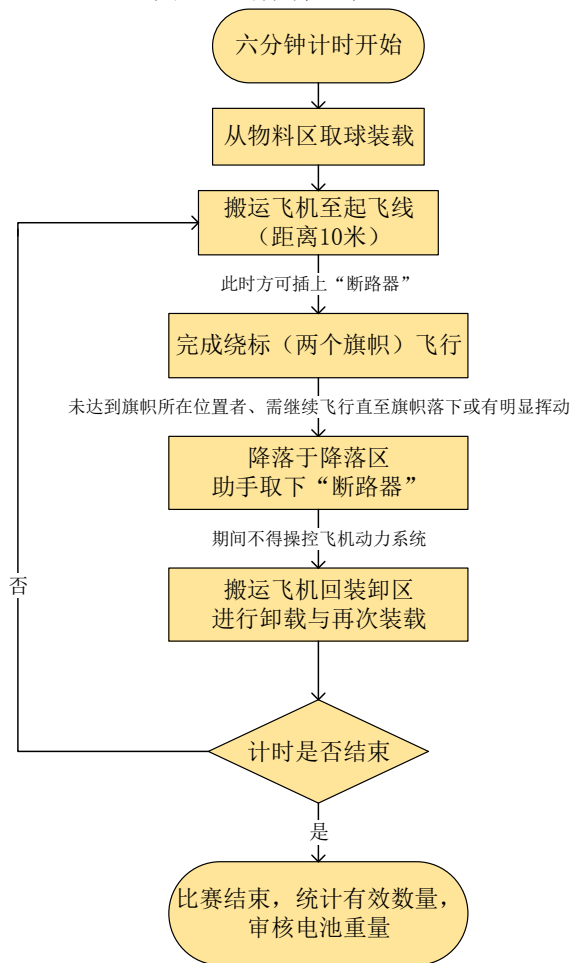 六分钟计时开始
从物料区取球装载
搬运飞机至起飞线
（距离10米）
此时方可插上“断路器”
完成绕标（两个旗帜）飞行
未达到旗帜所在位置者、需继续飞行直至旗帜落下或有明显挥动
降落于降落区
助手取下“断路器”
期间不得操控飞机动力系统
搬运飞机回装卸区
进行卸载与再次装载
否
计时是否结束
是
比赛结束，统计有效数量，
审核电池重量